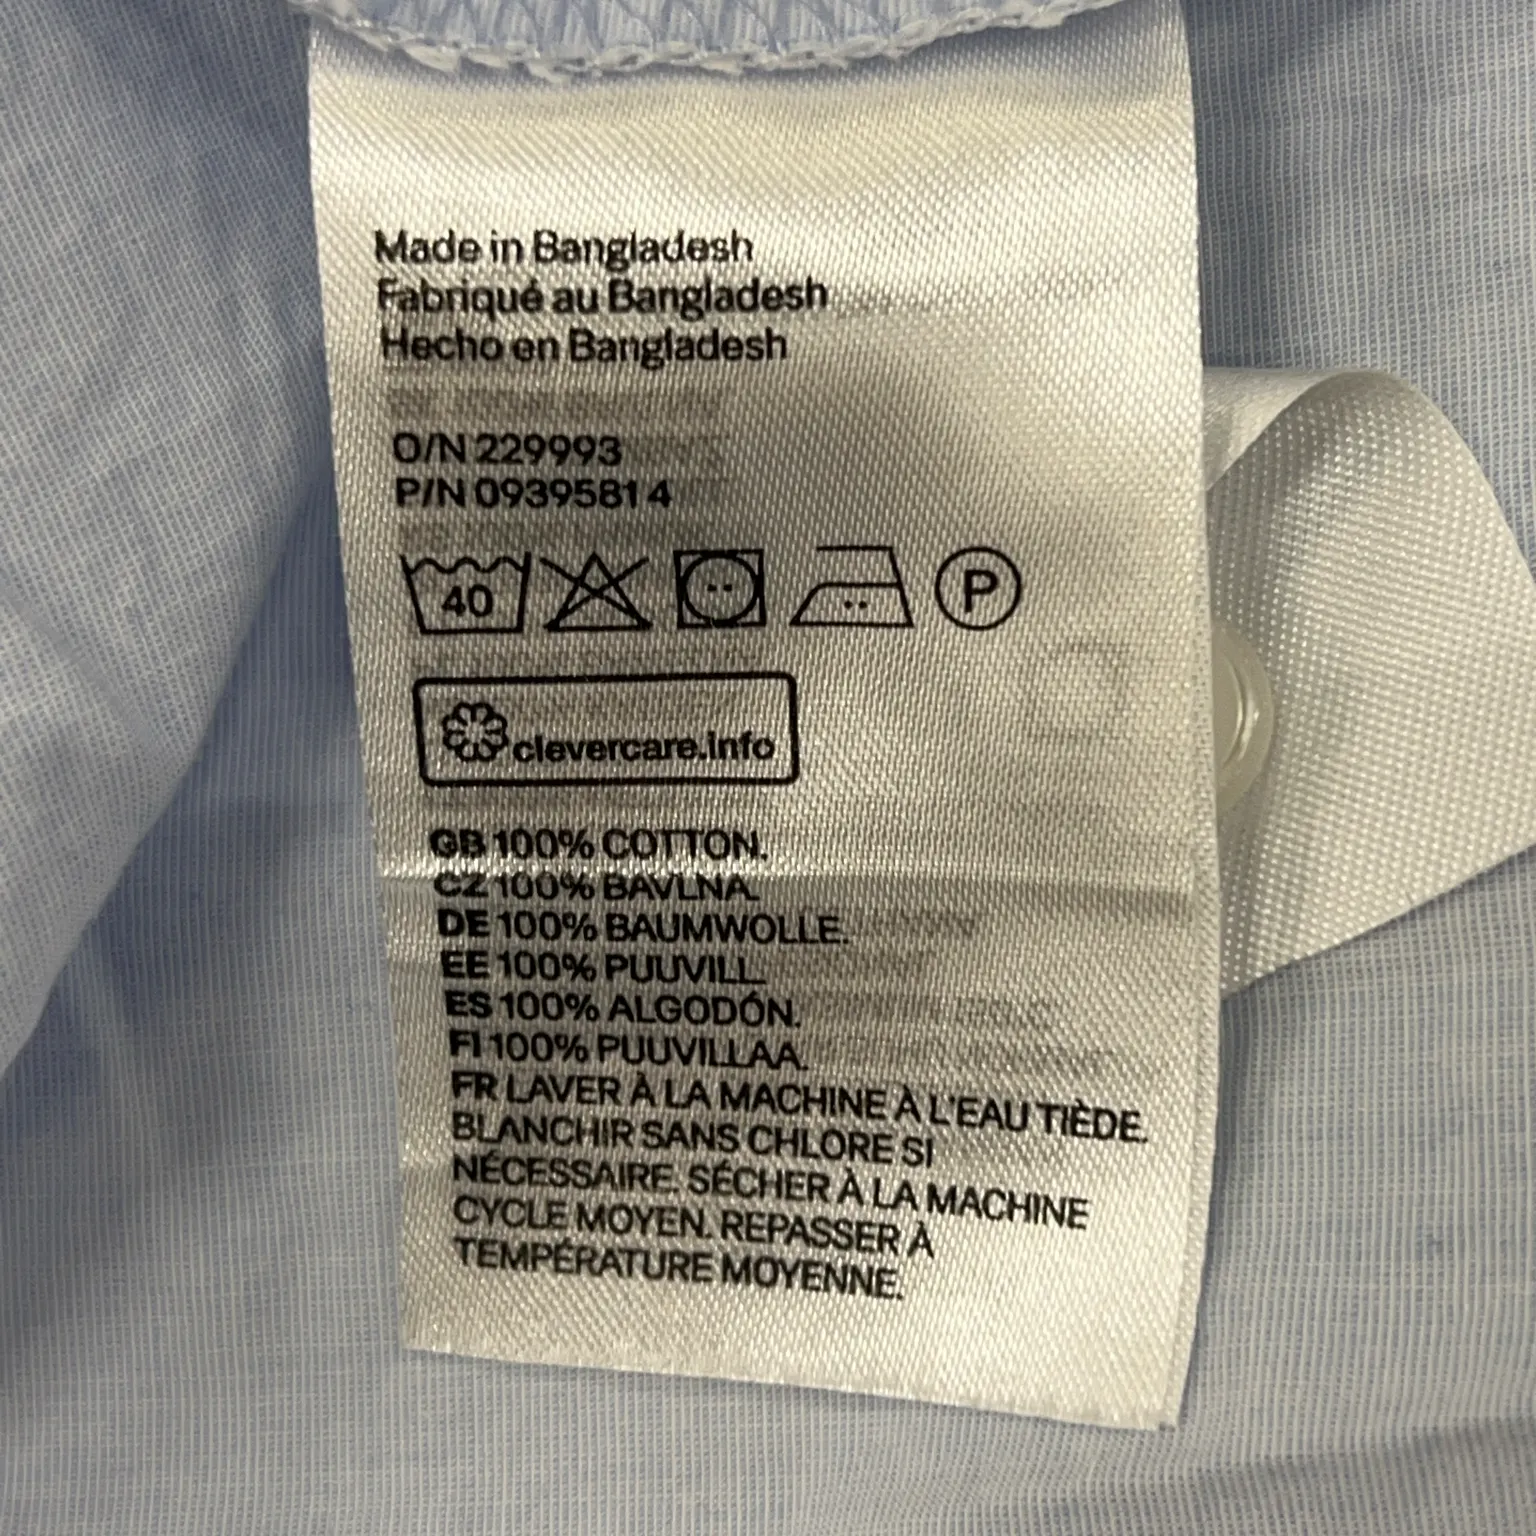 Made in Bangladesh
Fabriqué au Bangladesh
Hecho en Bangladesh
O/N 229993
P/N 09395814
40
P
clevercare.info
GB 100% COTTON.
CZ 100% BAVLNA.
DE 100% BAUMWOLLE.
EE 100% PUUVILL.
ES 100% ALGODÓN.
FI 100% PUUVILLAA.
FR LAVER À LA MACHINE À L'EAU TIÈDE.
BLANCHIR SANS CHLORE SI
NÉCESSAIRE. SÉCHER À LA MACHINE
CYCLE MOYEN. REPASSER À
TEMPÉRATURE MOYENNE.